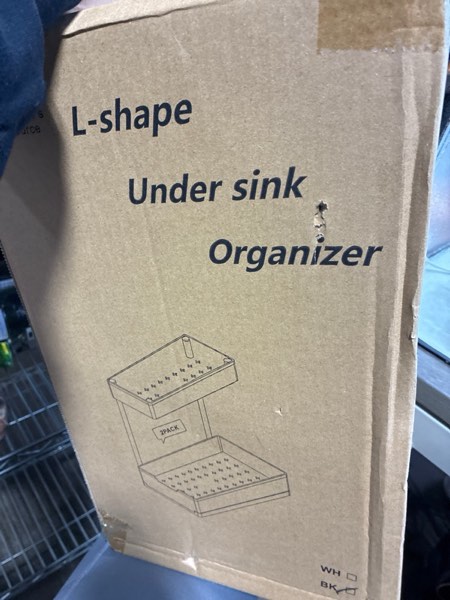 L-shape
Under sink
Organizer
2PACK
WH
BK